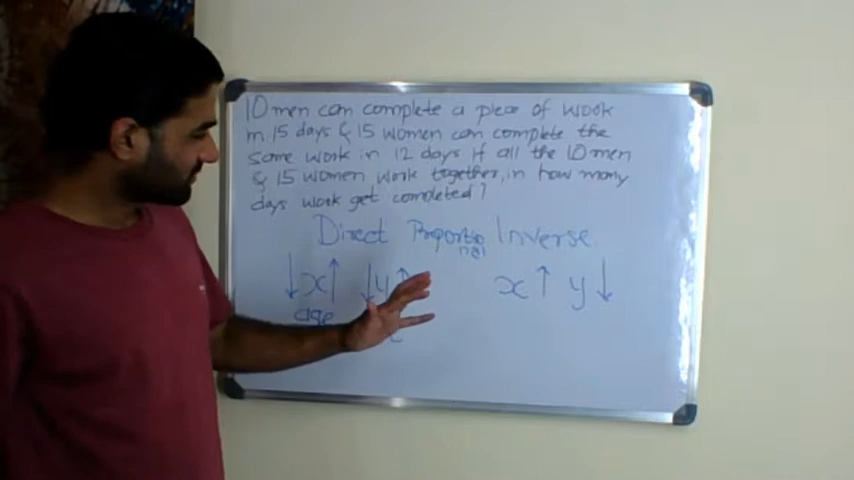 10 men can complete a piece of work
in 15 days & 15 women can complete the
same work in 12 days if all the 10 men
& 15 women work together, in how many
days work get completed?
Direct Proportional Inverse
↓x↑ ↓y↑ x↑ y↓
age